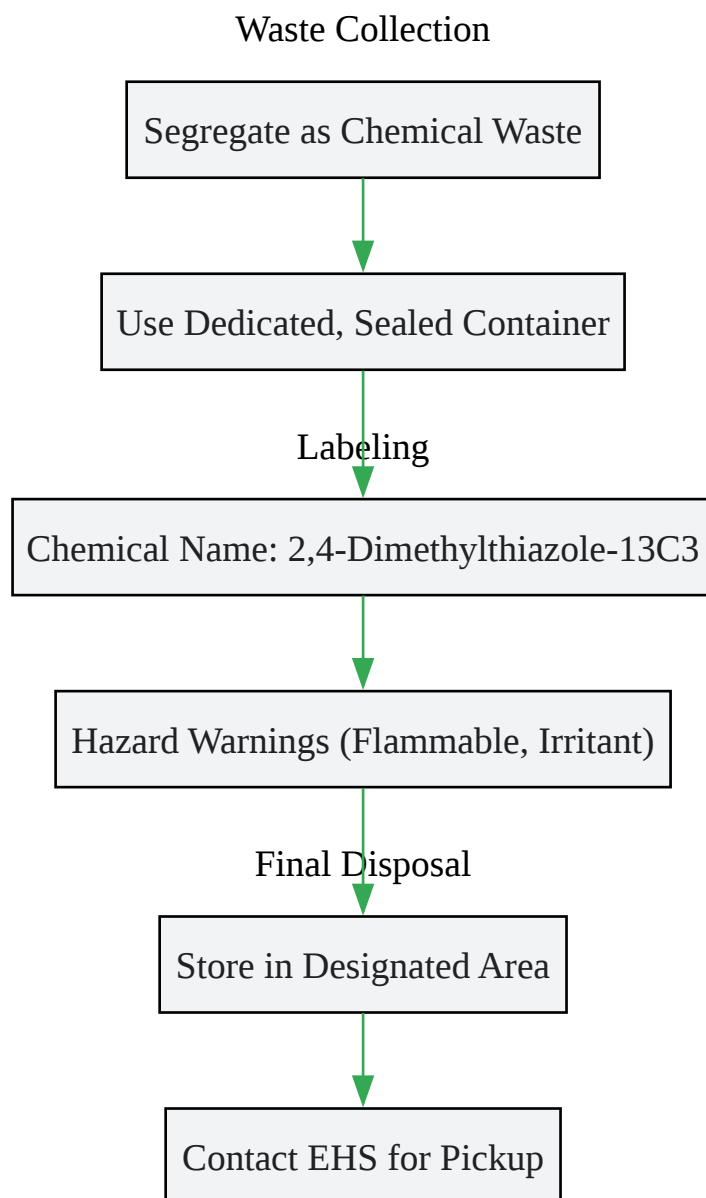 Waste Collection
Segregate as Chemical Waste
Use Dedicated, Sealed Container
Labeling
Chemical Name: 2,4-Dimethylthiazole-13C3
Hazard Warnings (Flammable, Irritant)
Final Disposal
Store in Designated Area
Contact EHS for Pickup